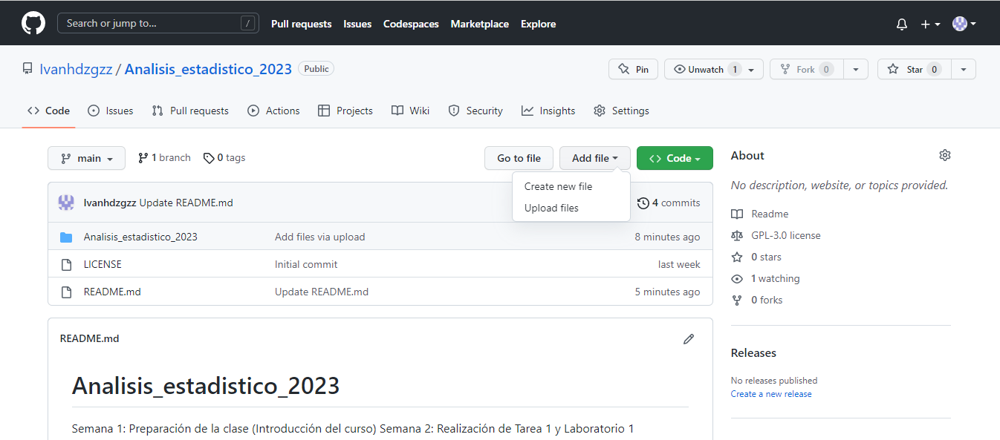 Search or jump to... / Pull requests Issues Codespaces Marketplace Explore
Ivanhdzgzz / Analisis_estadistico_2023 Public
Pin Unwatch 1 Fork 0 Star 0
Code Issues Pull requests Actions Projects Wiki Security Insights Settings
main 1 branch 0 tags Go to file Add file Code
Create new file
Upload files
Ivanhdzgzz Update README.md 4 commits
Analisis_estadistico_2023 Add files via upload 8 minutes ago
LICENSE Initial commit last week
README.md Update README.md 5 minutes ago
README.md
Analisis_estadistico_2023
Semana 1: Preparación de la clase (Introducción del curso) Semana 2: Realización de Tarea 1 y Laboratorio 1
About
No description, website, or topics provided.
Readme
GPL-3.0 license
0 stars
1 watching
0 forks
Releases
No releases published
Create a new release